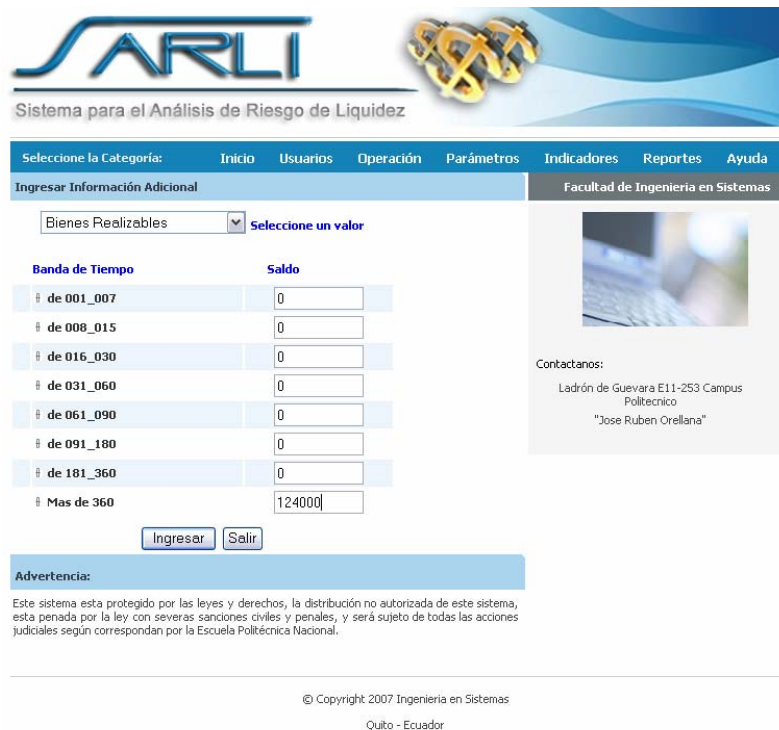 SARLI
Sistema para el Análisis de Riesgo de Liquidez
Seleccione la Categoría: Inicio Usuarios Operación Parámetros Indicadores Reportes Ayuda
Ingresar Información Adicional
Facultad de Ingenieria en Sistemas
Bienes Realizables Seleccione un valor
Banda de Tiempo Saldo
de 001_007 0
de 008_015 0
de 016_030 0
de 031_060 0
de 061_090 0
de 091_180 0
de 181_360 0
Mas de 360 124000
Ingresar Salir
Contactanos:
Ladrón de Guevara E11-253 Campus
Politecnico
"Jose Ruben Orellana"
Advertencia:
Este sistema esta protegido por las leyes y derechos, la distribución no autorizada de este sistema,
esta penada por la ley con severas sanciones civiles y penales, y será sujeto de todas las acciones
judiciales según correspondan por la Escuela Politécnica Nacional.
© Copyright 2007 Ingenieria en Sistemas
Quito - Ecuador